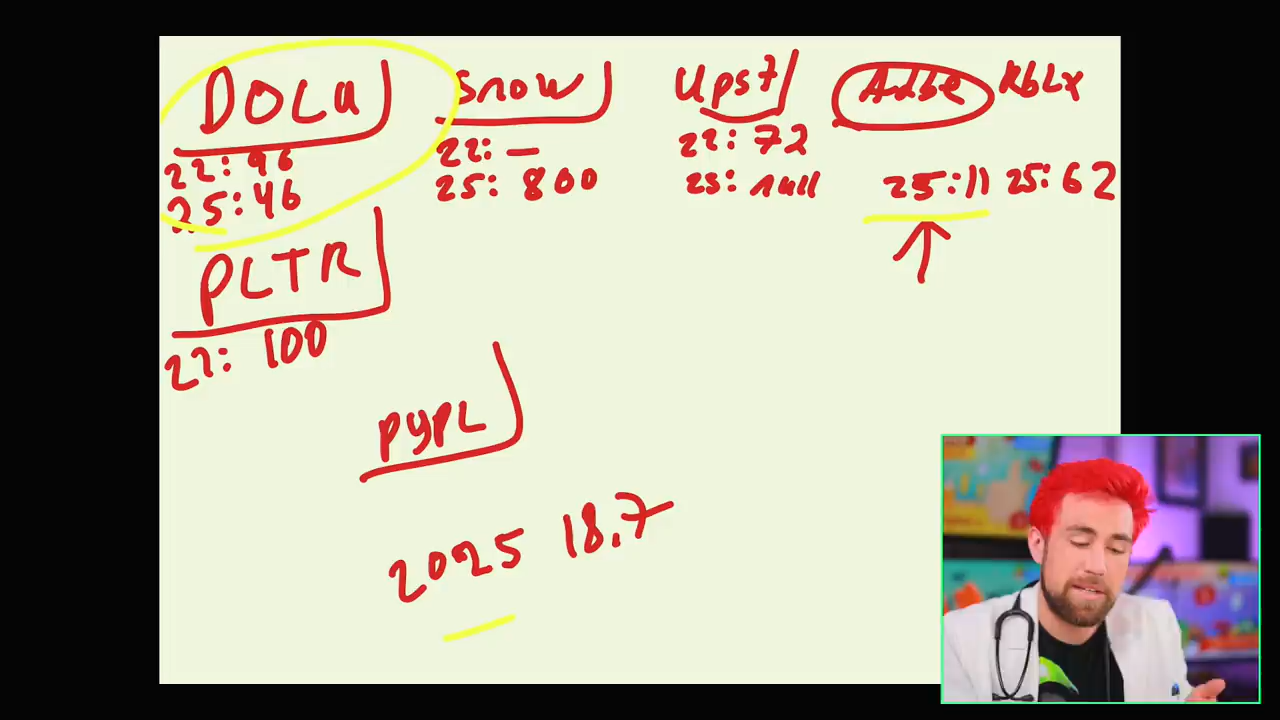 DOCU
22: 96
25: 46
Snow
22: —
25: 800
Upst
22: 72
25: null
Adbe
25: 11
RbLx
25: 62
PLTR
22: 100
PYPL
2025 18.7